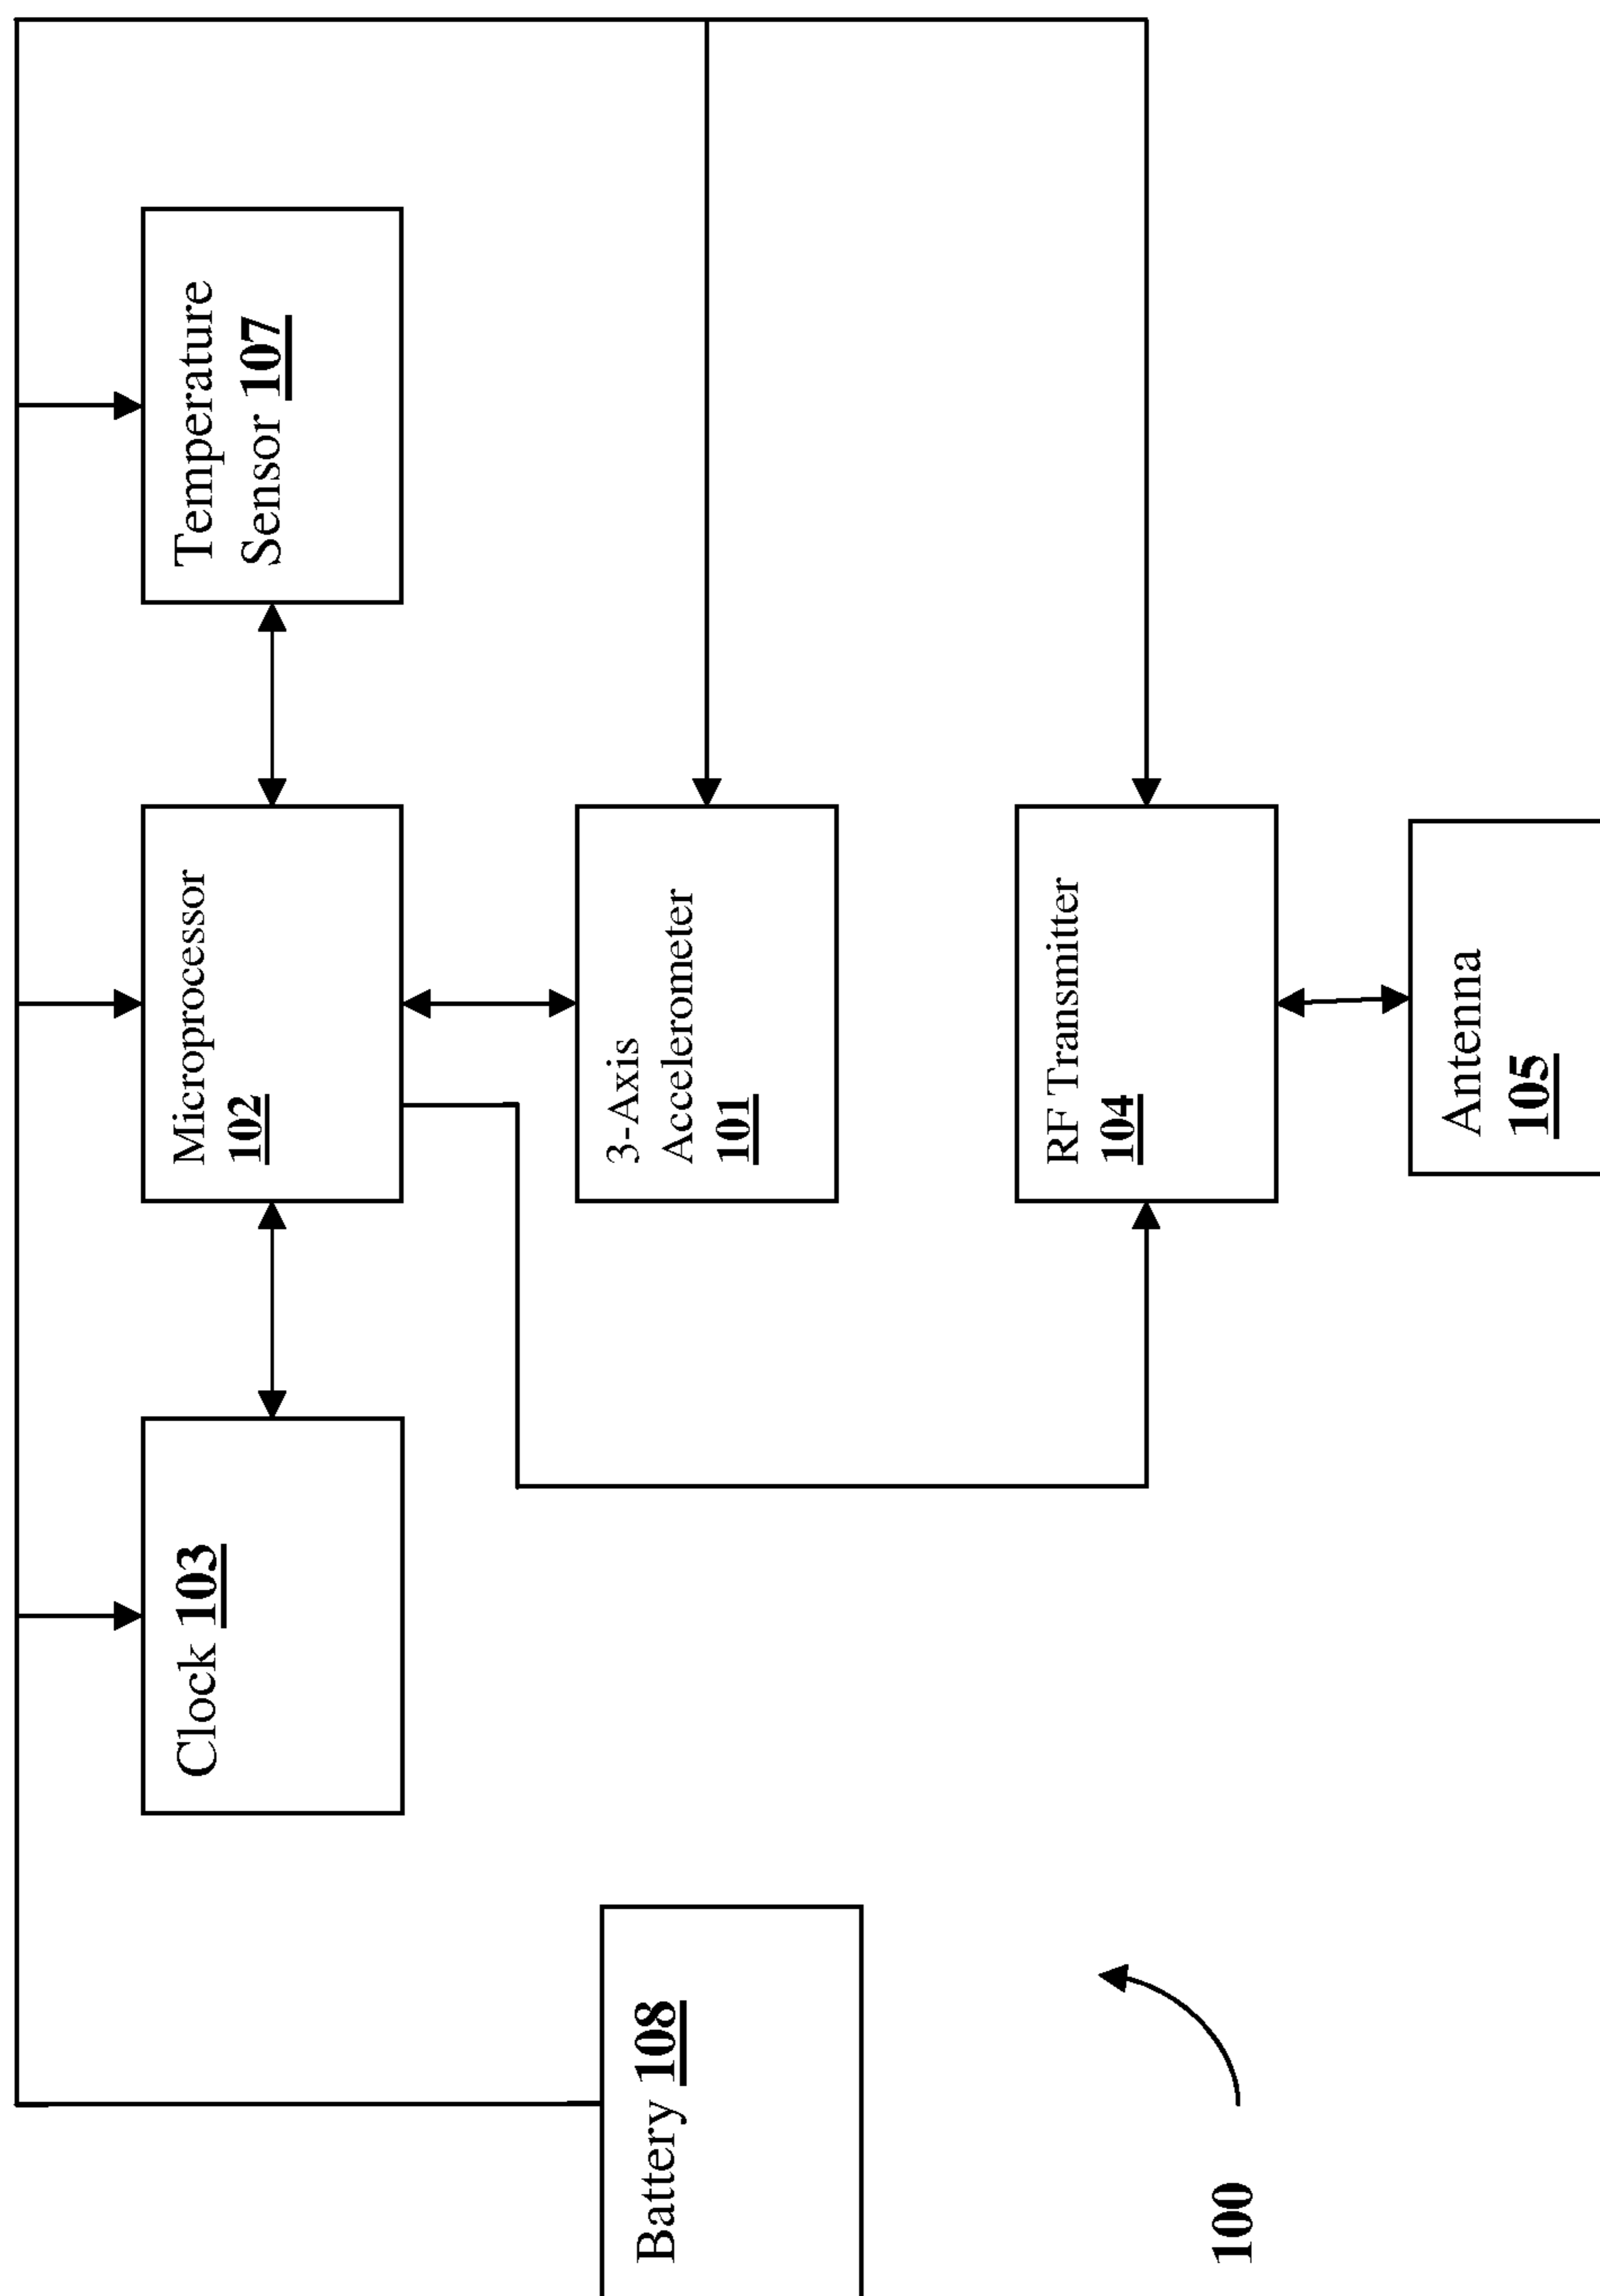 Battery 108
Clock 103
Microprocessor
102
Temperature
Sensor 107
3-Axis
Accelerometer
101
RF Transmitter
104
Antenna
105
100